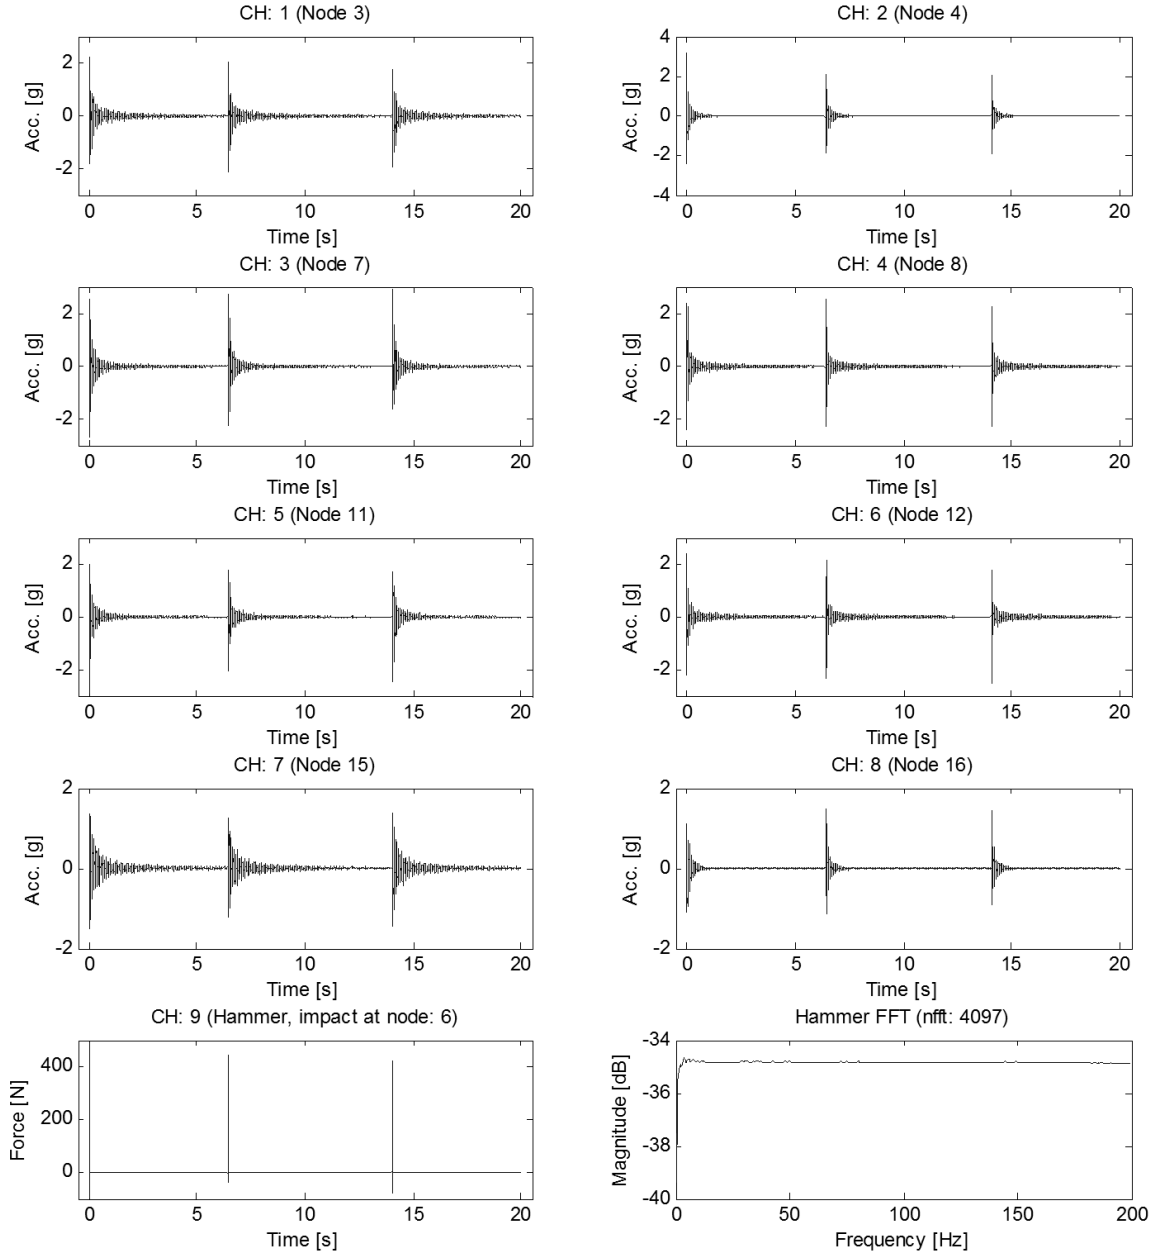 CH: 1 (Node 3)
Acc. [g]
2
0
-2
0 5 10 15 20
Time [s]
CH: 2 (Node 4)
Acc. [g]
4
2
0
-2
-4
0 5 10 15 20
Time [s]
CH: 3 (Node 7)
Acc. [g]
2
0
-2
0 5 10 15 20
Time [s]
CH: 4 (Node 8)
Acc. [g]
2
0
-2
0 5 10 15 20
Time [s]
CH: 5 (Node 11)
Acc. [g]
2
0
-2
0 5 10 15 20
Time [s]
CH: 6 (Node 12)
Acc. [g]
2
0
-2
0 5 10 15 20
Time [s]
CH: 7 (Node 15)
Acc. [g]
2
0
-2
0 5 10 15 20
Time [s]
CH: 8 (Node 16)
Acc. [g]
2
0
-2
0 5 10 15 20
Time [s]
CH: 9 (Hammer, impact at node: 6)
Force [N]
400
200
0
0 5 10 15 20
Time [s]
Hammer FFT (nfft: 4097)
Magnitude [dB]
-34
-36
-38
-40
0 50 100 150 200
Frequency [Hz]